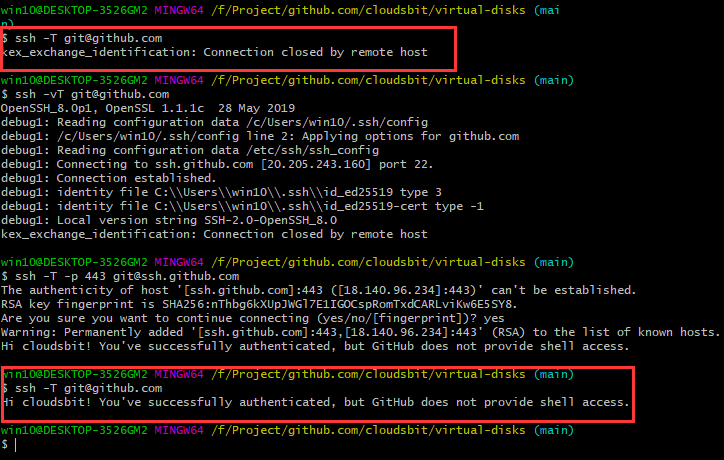 win10@DESKTOP-3526GM2 MINGW64 /f/Project/github.com/cloudsbit/virtual-disks (mai
n)
$ ssh -T git@github.com
kex_exchange_identification: Connection closed by remote host
win10@DESKTOP-3526GM2 MINGW64 /f/Project/github.com/cloudsbit/virtual-disks (main)
$ ssh -vT git@github.com
OpenSSH_8.0p1, OpenSSL 1.1.1c  28 May 2019
debug1: Reading configuration data /c/Users/win10/.ssh/config
debug1: /c/Users/win10/.ssh/config line 2: Applying options for github.com
debug1: Reading configuration data /etc/ssh/ssh_config
debug1: Connecting to ssh.github.com [20.205.243.160] port 22.
debug1: Connection established.
debug1: identity file C:\\Users\\win10\\.ssh\\id_ed25519 type 3
debug1: identity file C:\\Users\\win10\\.ssh\\id_ed25519-cert type -1
debug1: Local version string SSH-2.0-OpenSSH_8.0
kex_exchange_identification: Connection closed by remote host
win10@DESKTOP-3526GM2 MINGW64 /f/Project/github.com/cloudsbit/virtual-disks (main)
$ ssh -T -p 443 git@ssh.github.com
The authenticity of host '[ssh.github.com]:443 ([18.140.96.234]:443)' can't be established.
RSA key fingerprint is SHA256:nThbg6kXUpJWGl7E1IGOCspRomTxdCARLviKw6E5SY8.
Are you sure you want to continue connecting (yes/no/[fingerprint])? yes
Warning: Permanently added '[ssh.github.com]:443,[18.140.96.234]:443' (RSA) to the list of known hosts.
Hi cloudsbit! You've successfully authenticated, but GitHub does not provide shell access.
win10@DESKTOP-3526GM2 MINGW64 /f/Project/github.com/cloudsbit/virtual-disks (main)
$ ssh -T git@github.com
Hi cloudsbit! You've successfully authenticated, but GitHub does not provide shell access.
win10@DESKTOP-3526GM2 MINGW64 /f/Project/github.com/cloudsbit/virtual-disks (main)
$